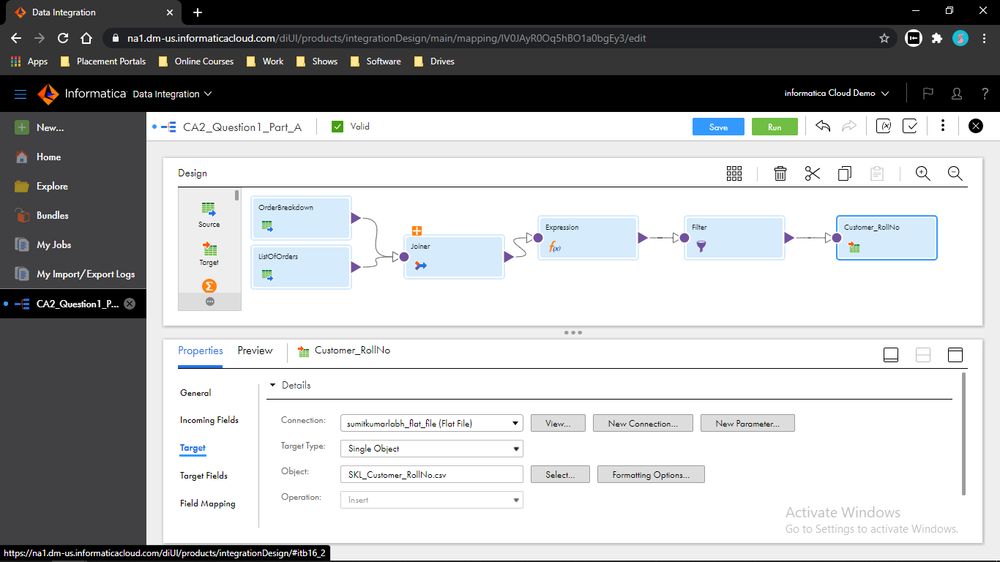 Data Integration
na1.dm-us.informaticacloud.com/diUI/products/integrationDesign/main/mapping/lV0JAyR0Oq5hBO1a0bgEy3/edit
Apps Placement Portals Online Courses Work Shows Software Drives
Informatica Data Integration informatica Cloud Demo ?
New... CA2_Question1_Part_A Valid Save Run (x)
Home
Explore
Bundles
My Jobs
My Import/Export Logs
CA2_Question1_P...
Design
Source
Target
Σ
OrderBreakdown
ListOfOrders
Joiner
Expression
f(x)
Filter
Customer_RollNo
Properties Preview Customer_RollNo
General
Incoming Fields
Target
Target Fields
Field Mapping
Details
Connection: sumitkumarlabh_flat_file (Flat File) View... New Connection... New Parameter...
Target Type: Single Object
Object: SKL_Customer_RollNo.csv Select... Formatting Options...
Operation: Insert
Activate Windows
Go to Settings to activate Windows.
https://na1.dm-us.informaticacloud.com/diUI/products/integrationDesign/#itb16_2